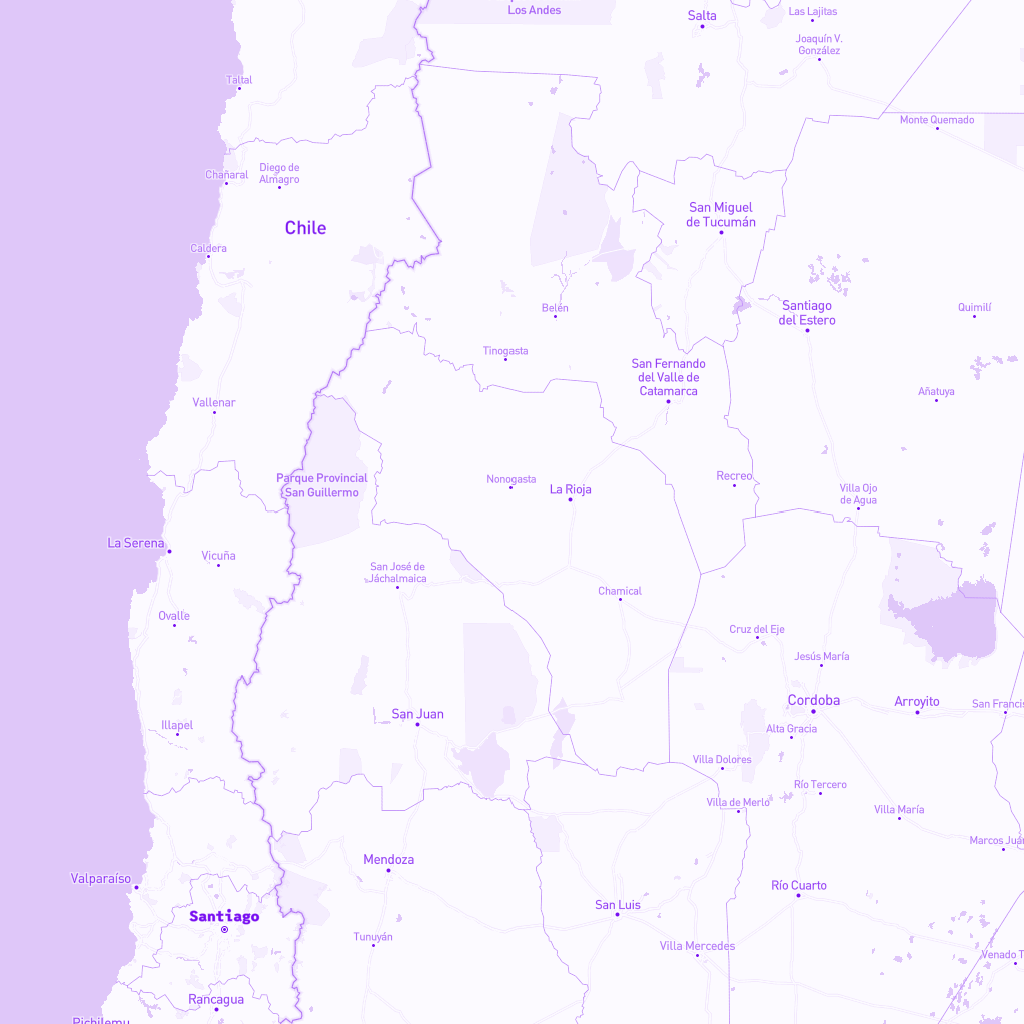 Los Andes
Salta
Las Lajitas
Joaquín V.
González
Taltal
Monte Quemado
Diego de
Almagro
Chañaral
San Miguel
de Tucumán
Chile
Caldera
Belén
Santiago
del Estero
Quimilí
Tinogasta
San Fernando
del Valle de
Catamarca
Añatuya
Vallenar
Parque Provincial
San Guillermo
Nonogasta
La Rioja
Recreo
Villa Ojo
de Agua
La Serena
Vicuña
San José de
Jáchalmaica
Chamical
Ovalle
Cruz del Eje
Jesús María
San Juan
Cordoba
Arroyito
San Francis
Illapel
Alta Gracia
Villa Dolores
Río Tercero
Villa de Merlo
Villa María
Marcos Juár
Mendoza
Valparaíso
Río Cuarto
Santiago
San Luis
Tunuyán
Villa Mercedes
Venado T
Rancagua
Pichilemu